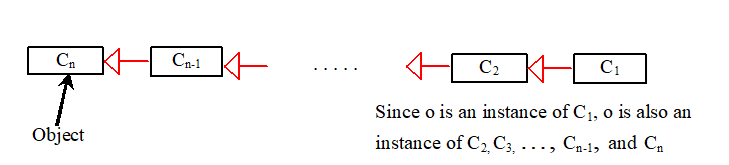 Cn Cn-1 . . . . . C2 C1
Since o is an instance of C1, o is also an
Object
instance of C2, C3, . . . , Cn-1, and Cn